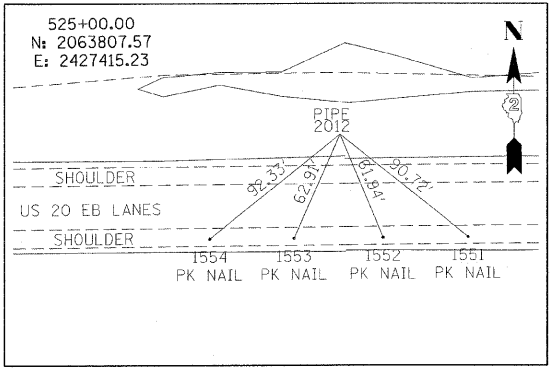 525+00.00
N: 2063807.57
E: 2427415.23
N
2
PIPE
2012
SHOULDER
92.33'
62.91'
61.84'
90.72'
US 20 EB LANES
SHOULDER
1554
PK NAIL
1553
PK NAIL
1552
PK NAIL
1551
PK NAIL